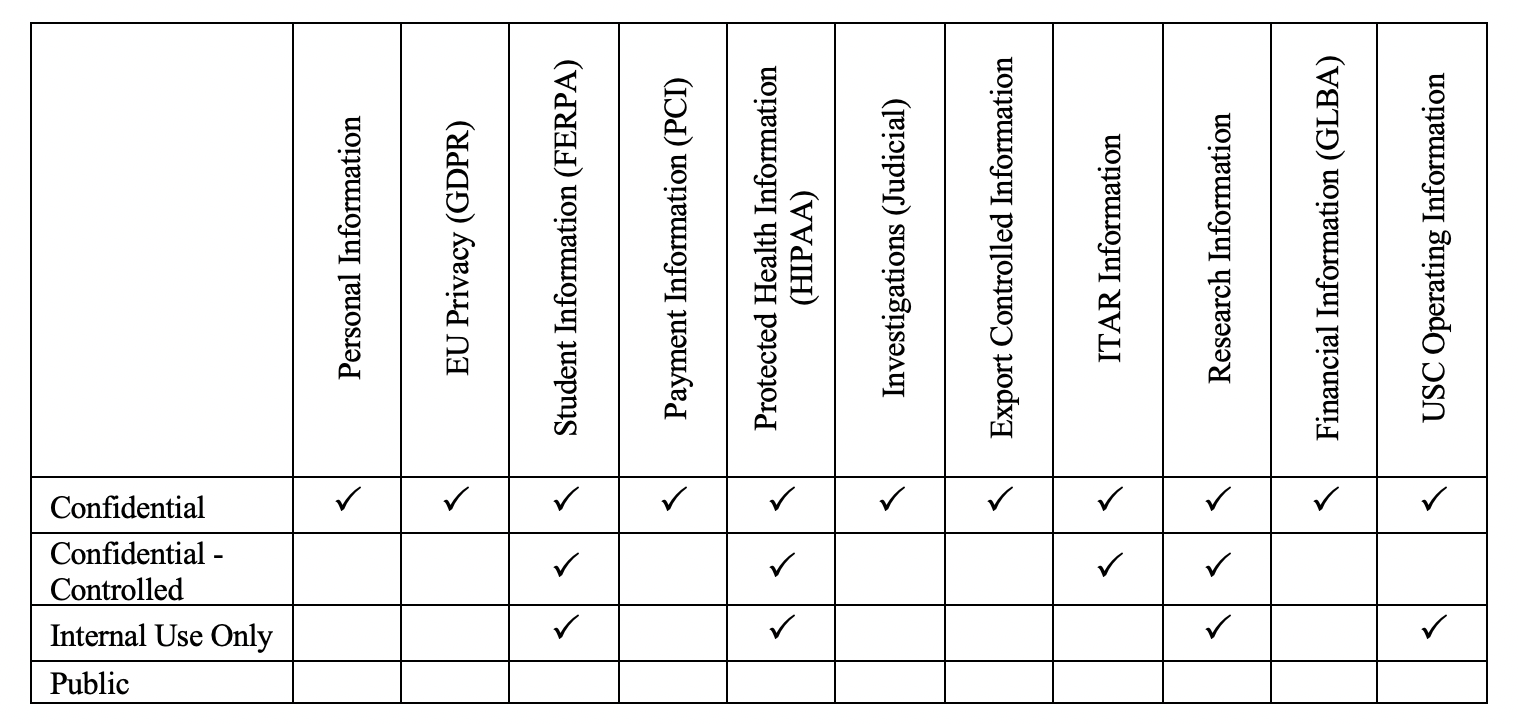 Personal Information
EU Privacy (GDPR)
Student Information (FERPA)
Payment Information (PCI)
Protected Health Information
(HIPAA)
Investigations (Judicial)
Export Controlled Information
ITAR Information
Research Information
Financial Information (GLBA)
USC Operating Information
Confidential ✓ ✓ ✓ ✓ ✓ ✓ ✓ ✓ ✓ ✓ ✓
Confidential -
Controlled ✓ ✓ ✓ ✓
Internal Use Only ✓ ✓ ✓ ✓
Public